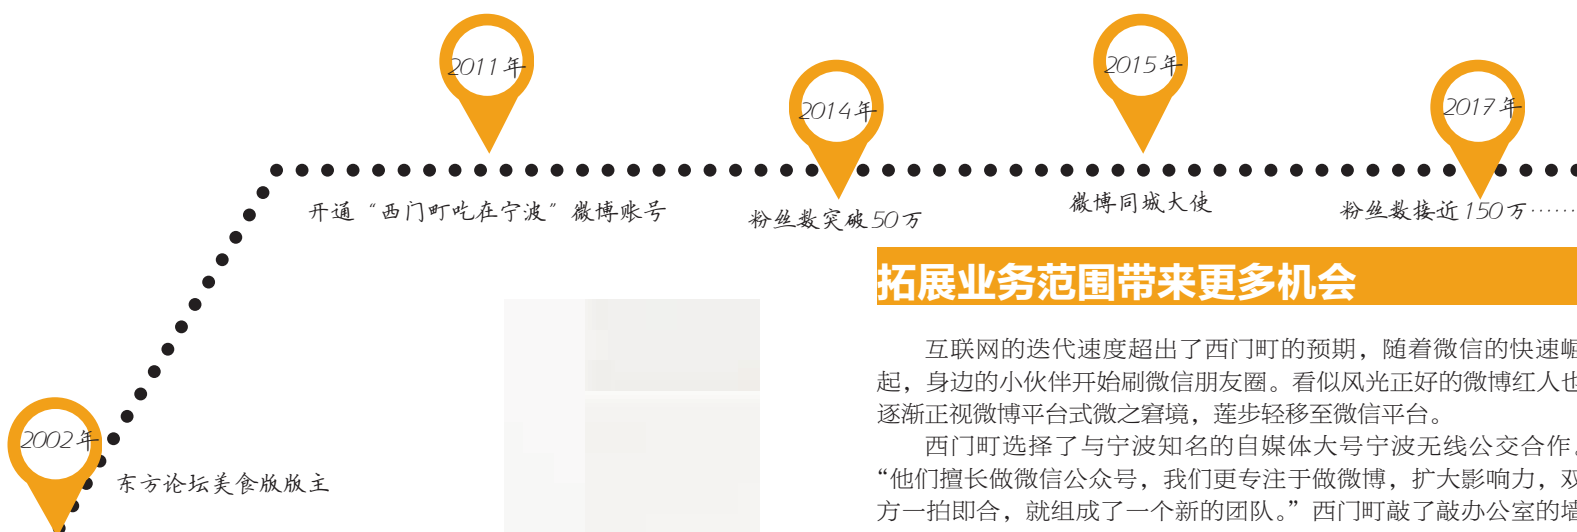 2011年
2015年
2014年
2017年
开通“西门町吃在宁波”微博账号
粉丝数突破50万
微博同城大使
粉丝数接近150万……
拓展业务范围带来更多机会
互联网的迭代速度超出了西门町的预期，随着微信的快速崛
起，身边的小伙伴开始刷微信朋友圈。看似风光正好的微博红人也
逐渐正视微博平台式微之窘境，莲步轻移至微信平台。
西门町选择了与宁波知名的自媒体大号宁波无线公交合作。
“他们擅长做微信公众号，我们更专注于做微博，扩大影响力，双
方一拍即合，就组成了一个新的团队。”西门町敲了敲办公室的墙
2002年
东方论坛美食版版主